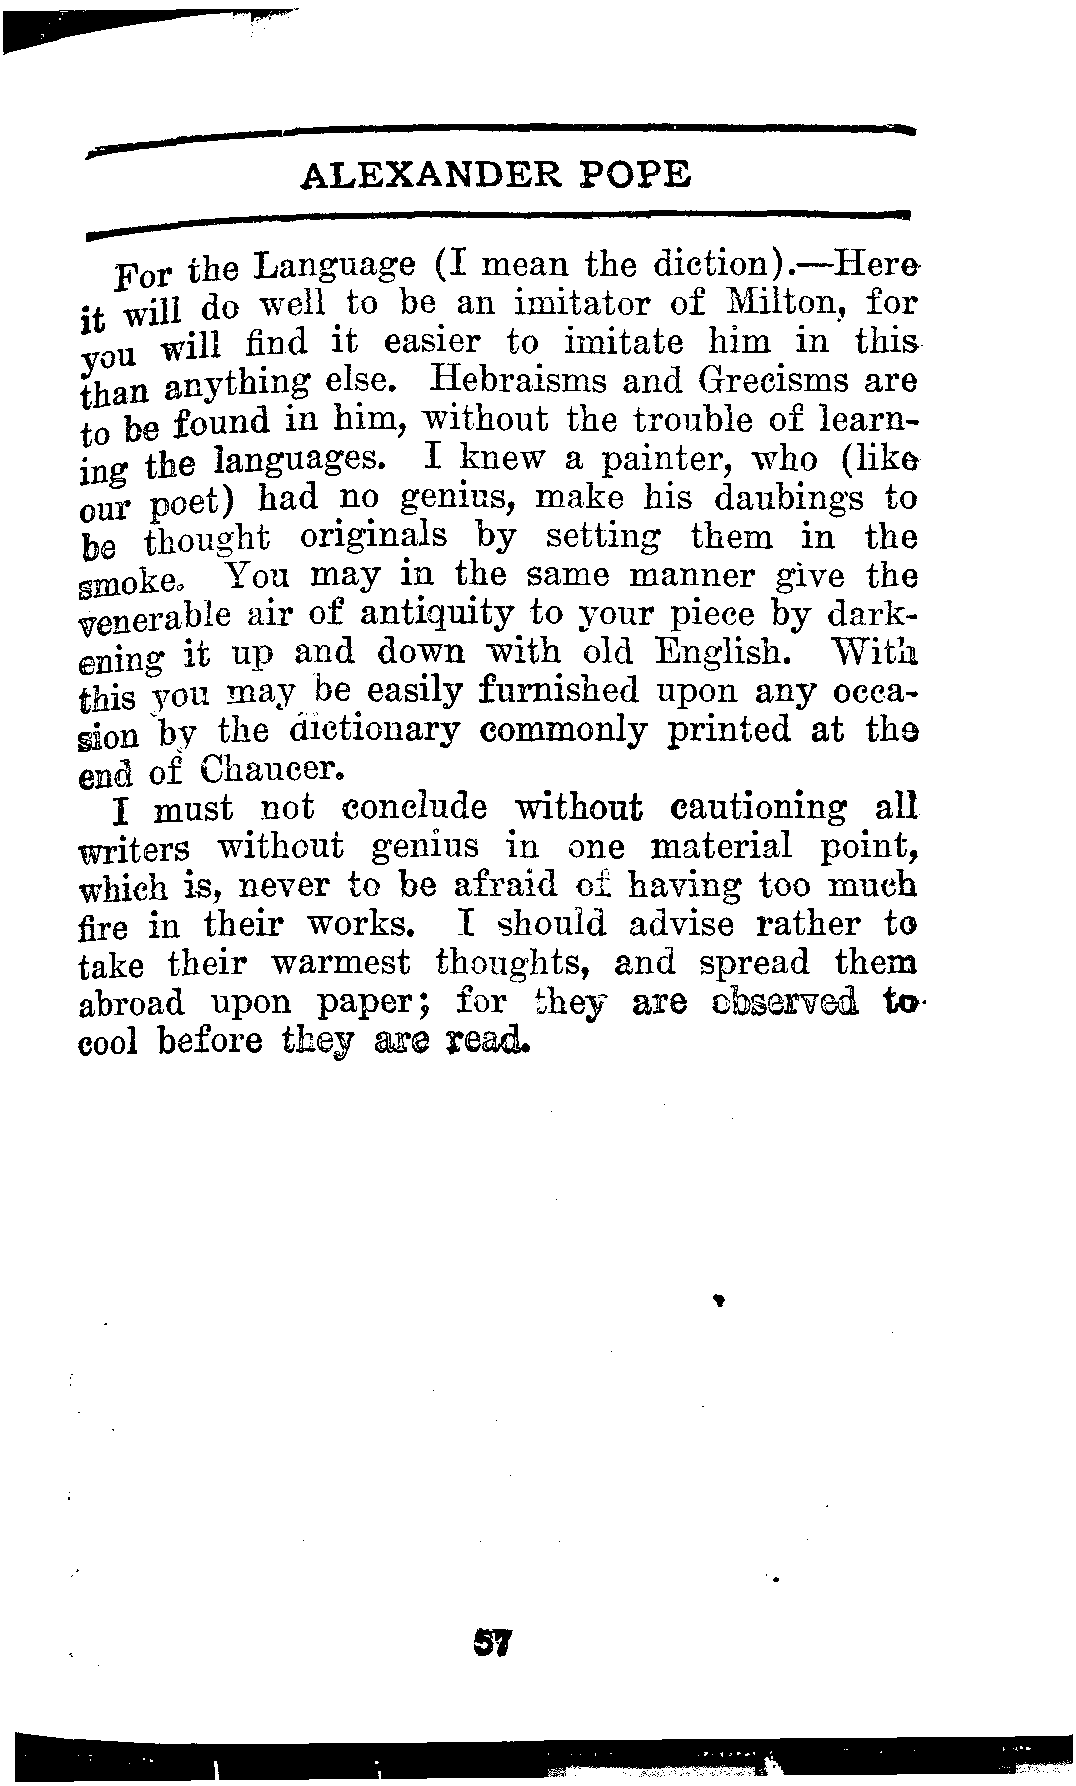 ALEXANDER POPE
For the Language (I mean the diction).—Here
it will do well to be an imitator of Milton, for
you will find it easier to imitate him in this
than anything else. Hebraisms and Grecisms are
to be found in him, without the trouble of learn-
ing the languages. I knew a painter, who (like
our poet) had no genius, make his daubings to
be thought originals by setting them in the
smoke. You may in the same manner give the
venerable air of antiquity to your piece by dark-
ening it up and down with old English. With
this you may be easily furnished upon any occa-
sion by the dictionary commonly printed at the
end of Chaucer.
I must not conclude without cautioning all
writers without genius in one material point,
which is, never to be afraid of having too much
fire in their works. I should advise rather to
take their warmest thoughts, and spread them
abroad upon paper; for they are observed to
cool before they are read.
57